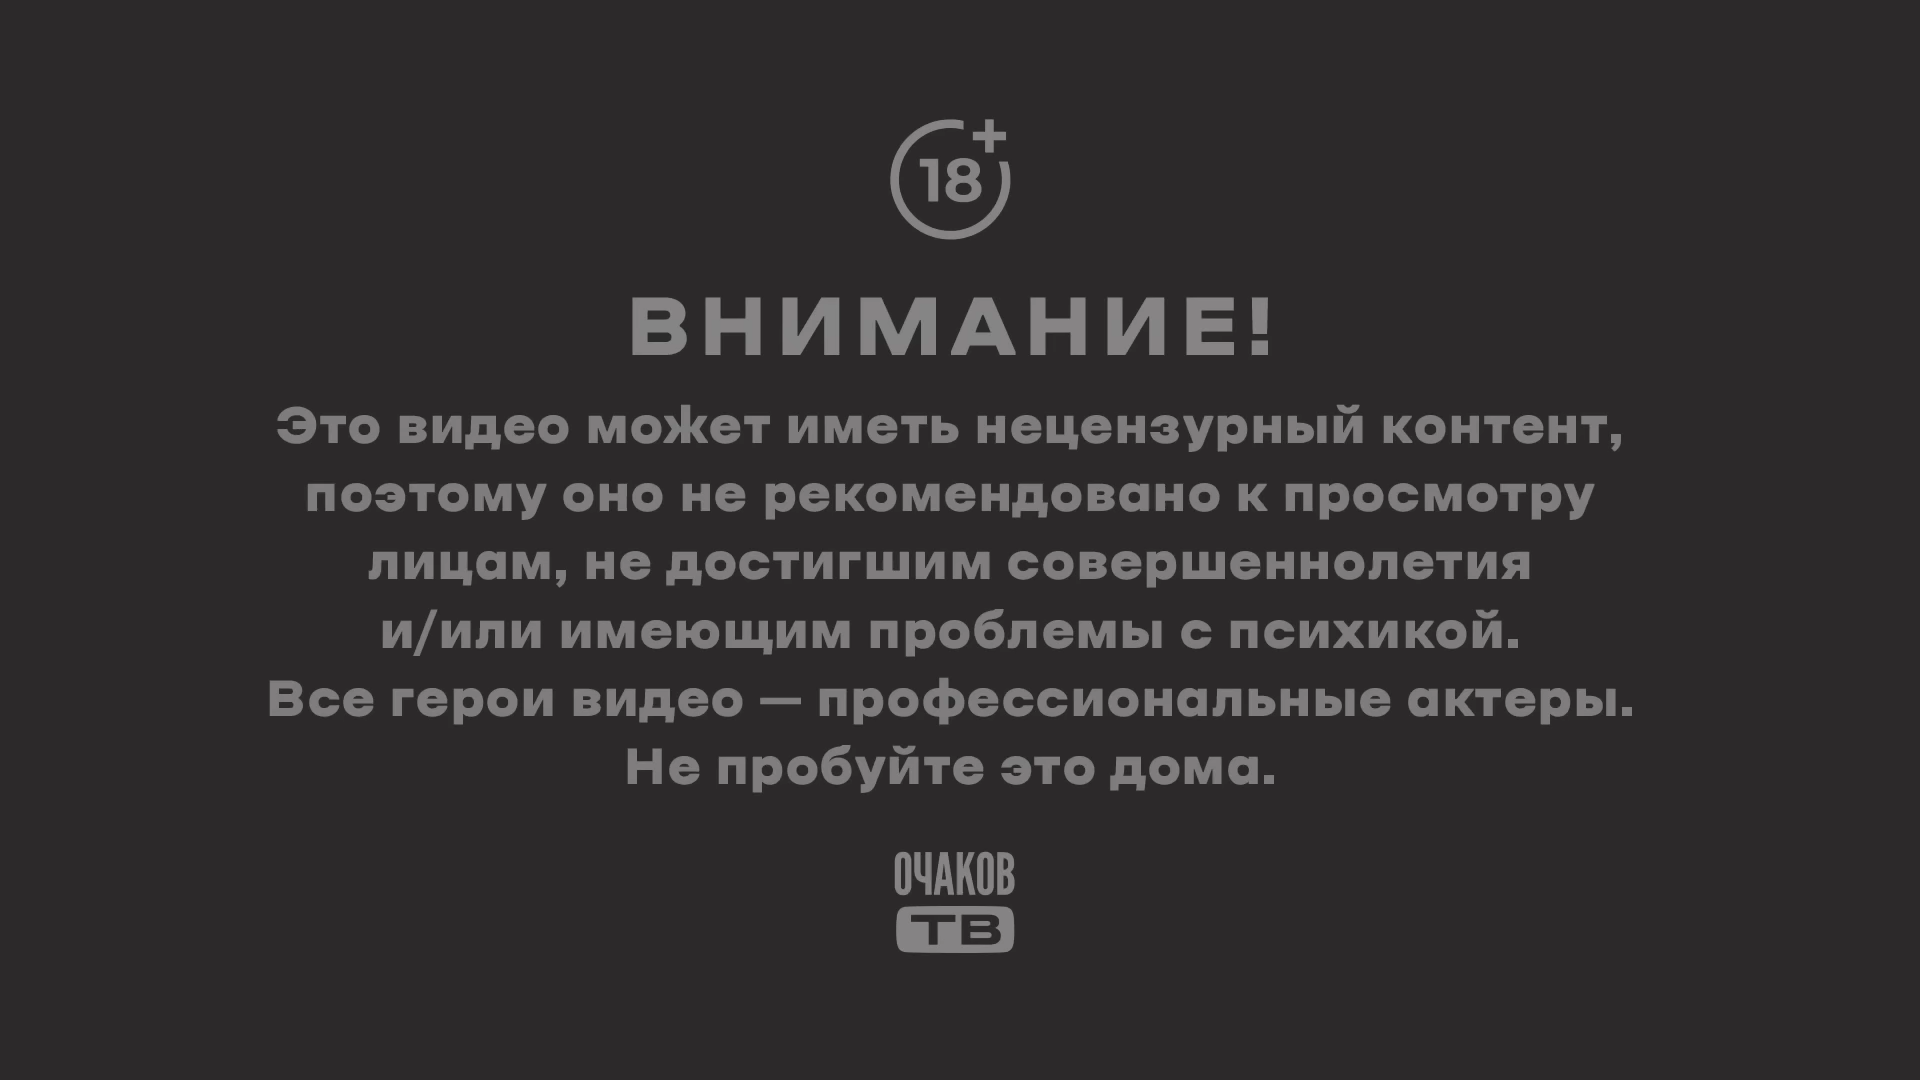 18+
ВНИМАНИЕ!
Это видео может иметь нецензурный контент,
поэтому оно не рекомендовано к просмотру
лицам, не достигшим совершеннолетия
и/или имеющим проблемы с психикой.
Все герои видео — профессиональные актеры.
Не пробуйте это дома.
ОЧАКОВ
ТВ